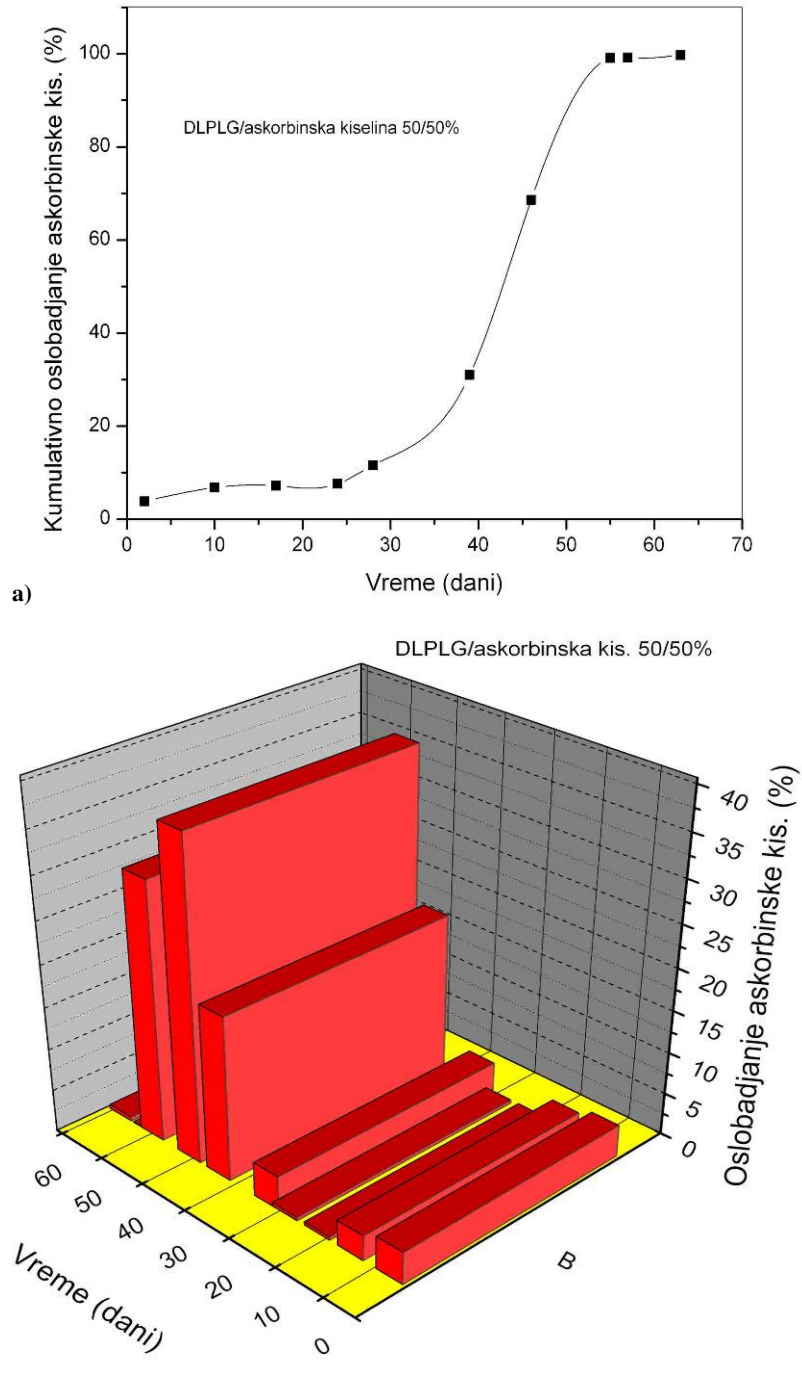 Kumulativno oslobadjanje askorbinske kis. (%)
100
80
60
40
20
0
DLPLG/askorbinska kiselina 50/50%
0 10 20 30 40 50 60 70
Vreme (dani)
a)
DLPLG/askorbinska kis. 50/50%
40
35
30
25
20
15
10
5
0
Oslobadjanje askorbinske kis. (%)
60
50
40
30
20
10
0
Vreme (dani)
B